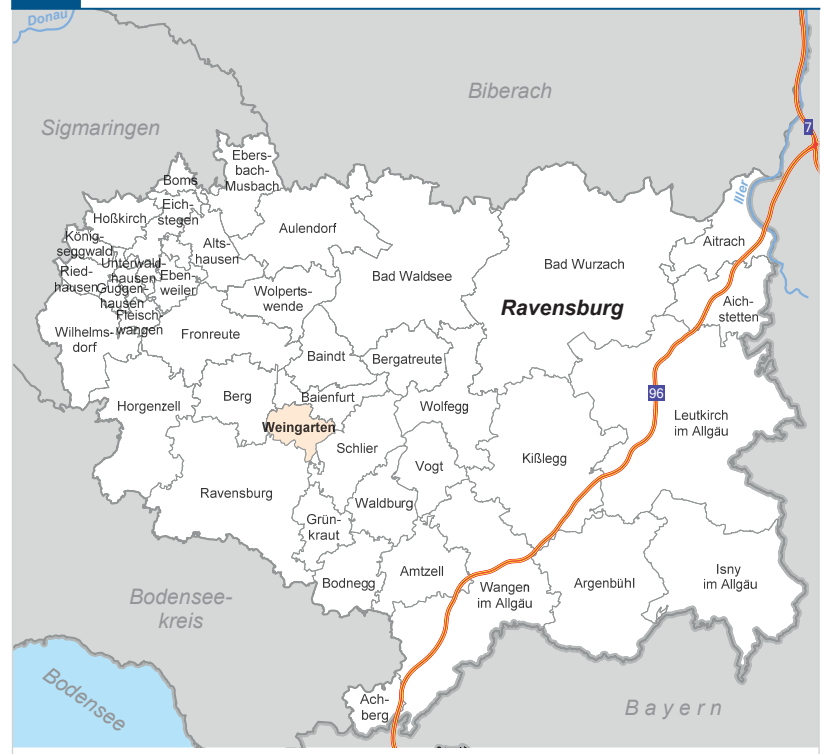 Donau
Biberach
Sigmaringen
7
Ebers-
bach-
Musbach
Boms
Iller
Eich-
stegen
Hoßkirch
Aulendorf
König-
seggwald
Alts-
hausen
Aitrach
Unterwald-
hausen
Bad Wurzach
Ried-
hausen
Eben-
weiler
Bad Waldsee
Guggen-
hausen
Wolperts-
wende
Ravensburg
Aich-
stetten
Fleisch-
wangen
Wilhelms-
dorf
Fronreute
Baindt
Bergatreute
96
Berg
Baienfurt
Horgenzell
Wolfegg
Leutkirch
im Allgäu
Weingarten
Schlier
Vogt
Kißlegg
Ravensburg
Waldburg
Grün-
kraut
Bodnegg
Amtzell
Wangen
im Allgäu
Argenbühl
Isny
im Allgäu
Bodensee-
kreis
Bodensee
Ach-
berg
Bayern